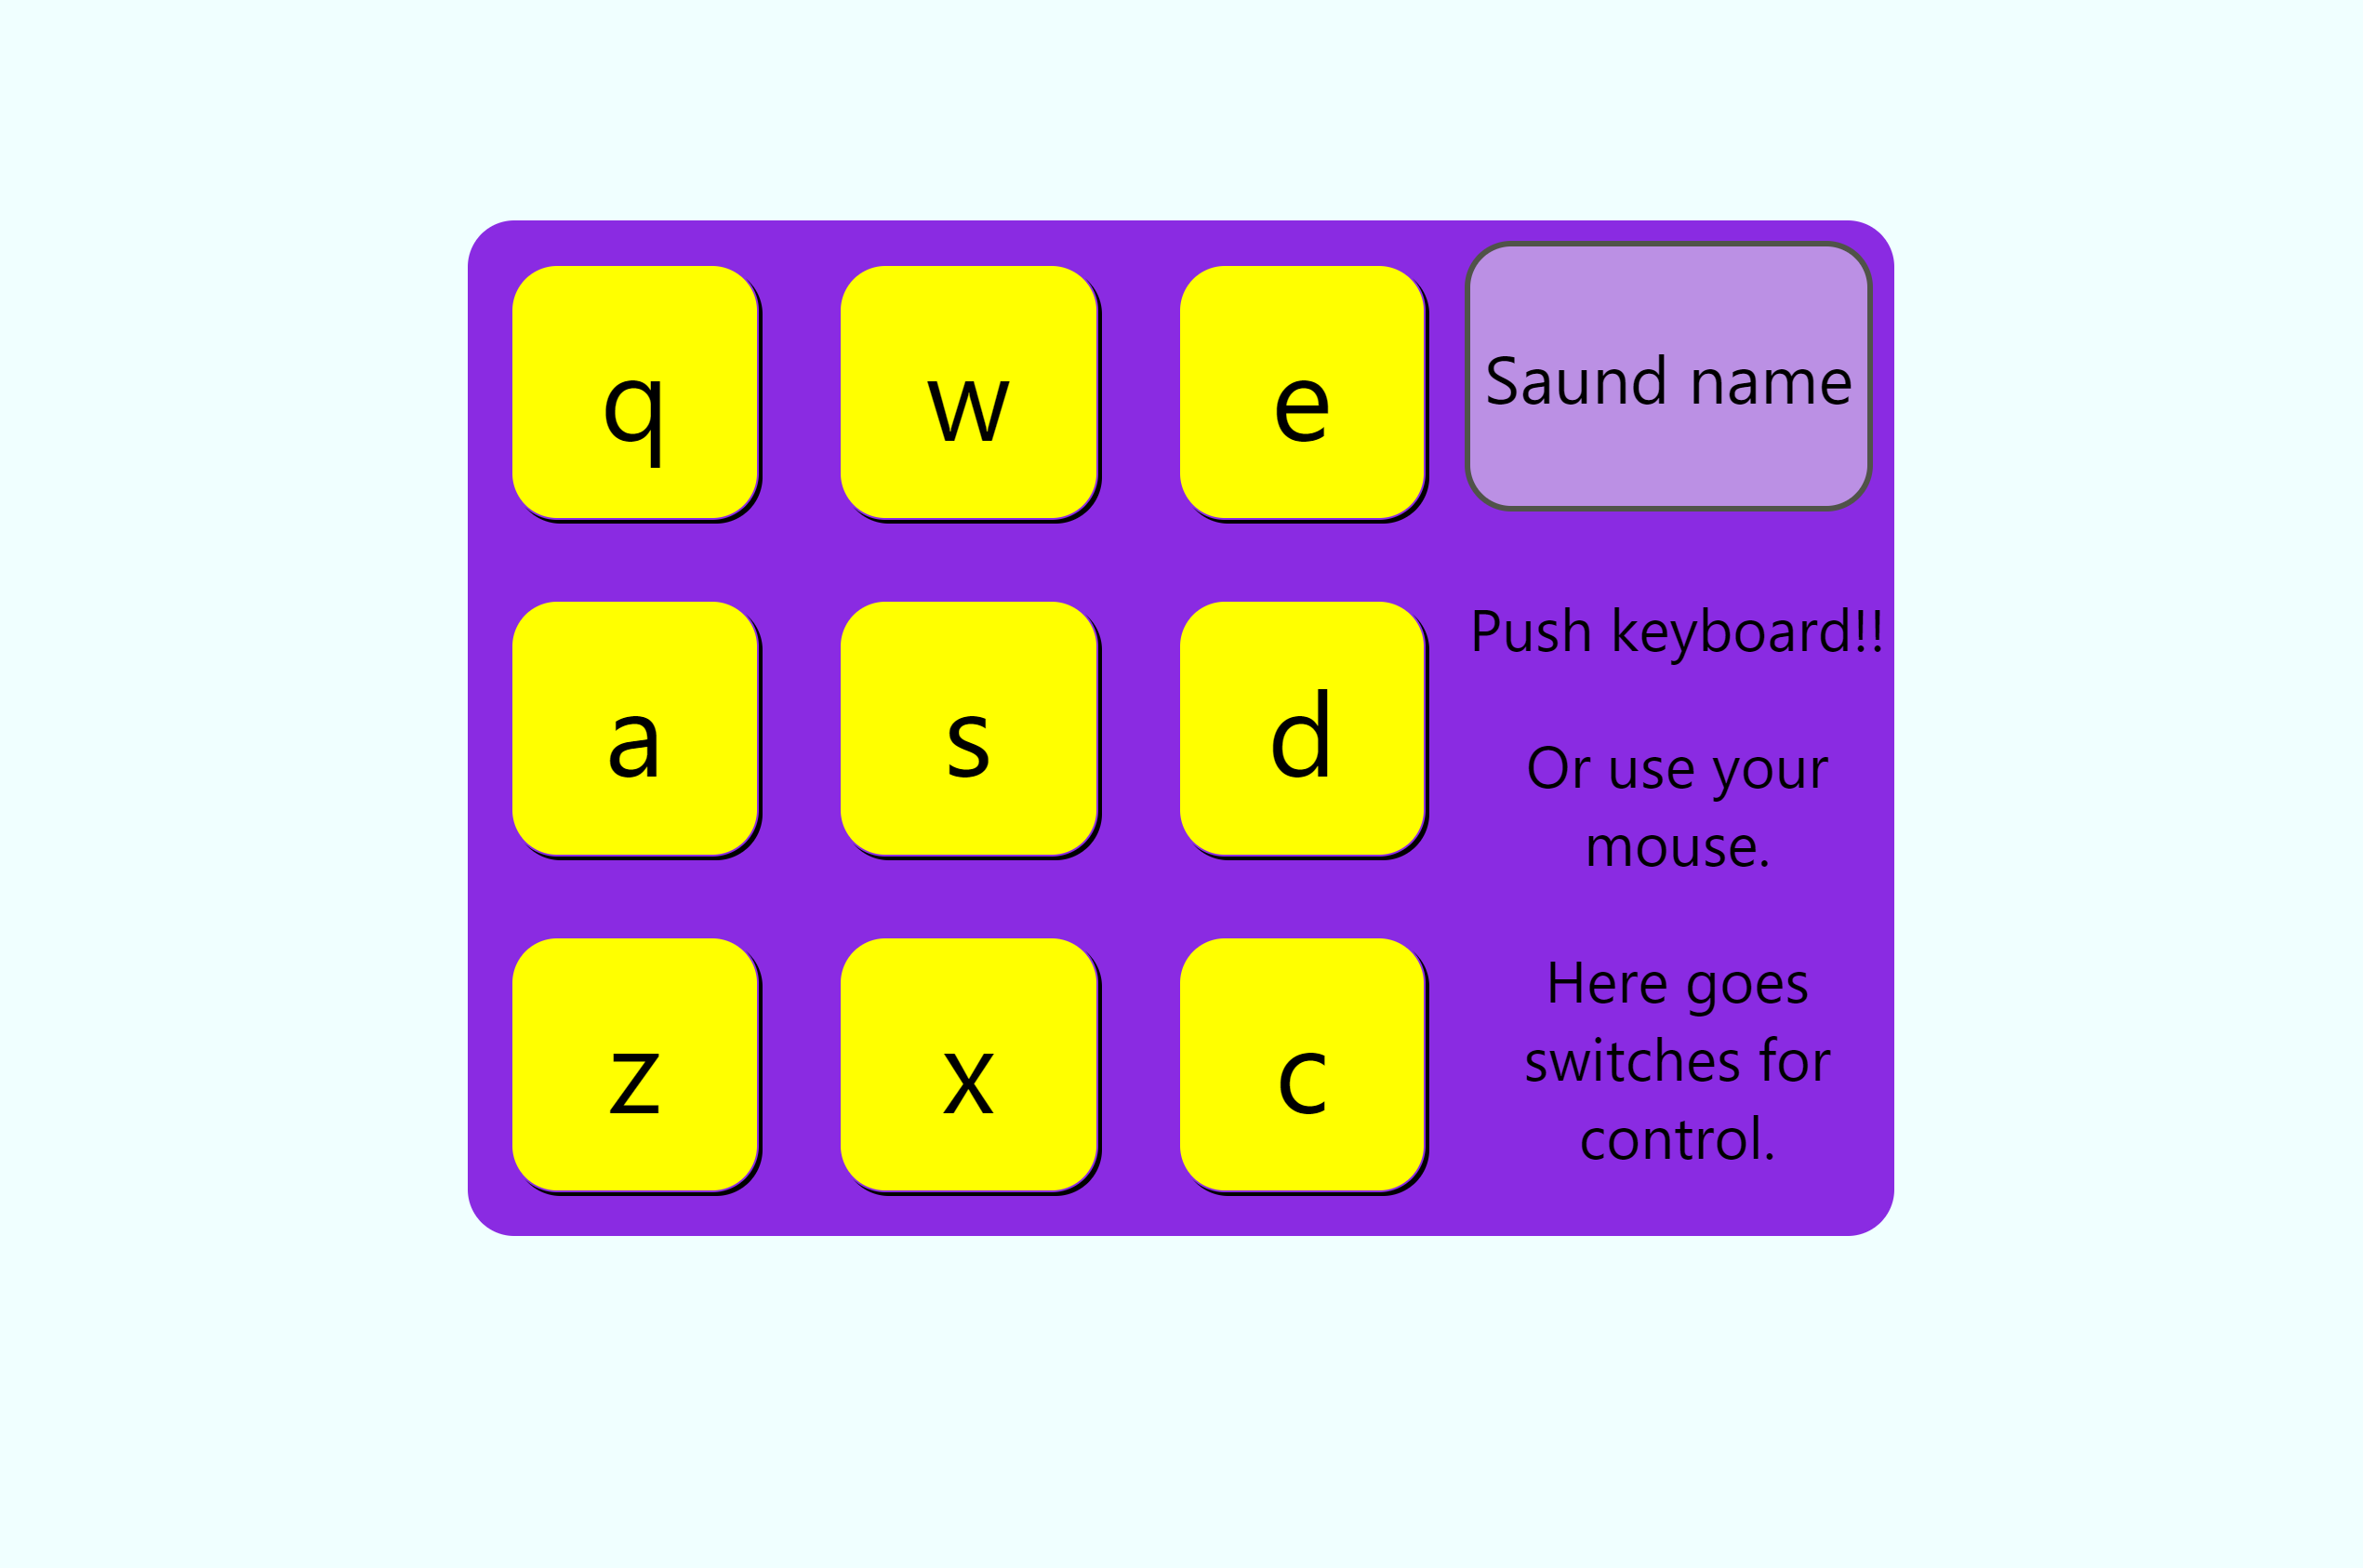 q w e
Saund name
a s d
Push keyboard!!
Or use your
mouse.
z x c
Here goes
switches for
control.